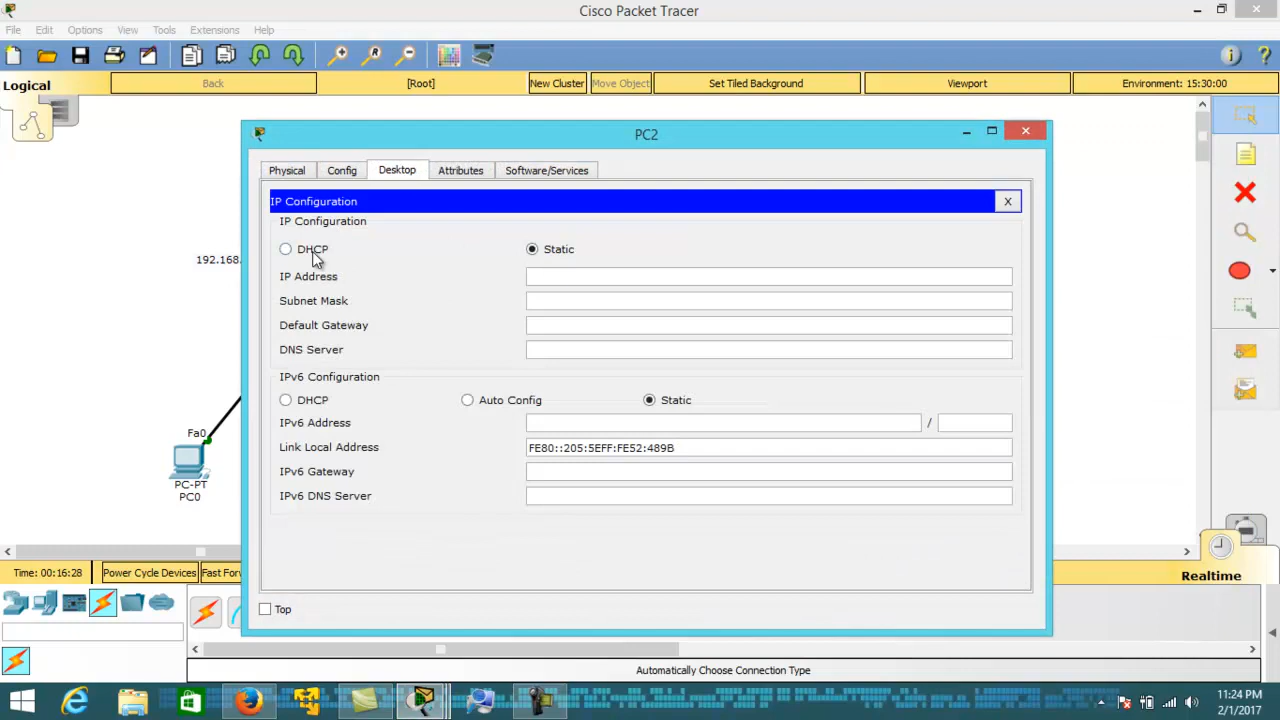 Cisco Packet Tracer
File Edit Options View Tools Extensions Help
Logical Back [Root] New Cluster Move Object Set Tiled Background Viewport Environment: 15:30:00
PC2
Physical Config Desktop Attributes Software/Services
IP Configuration X
IP Configuration
DHCP Static
192.168.
IP Address
Subnet Mask
Default Gateway
DNS Server
IPv6 Configuration
DHCP Auto Config Static
IPv6 Address /
Link Local Address FE80::205:5EFF:FE52:489B
Fa0
IPv6 Gateway
PC-PT
PC0
IPv6 DNS Server
Time: 00:16:28 Power Cycle Devices Fast For
Realtime
Top
Automatically Choose Connection Type
11:24 PM
2/1/2017